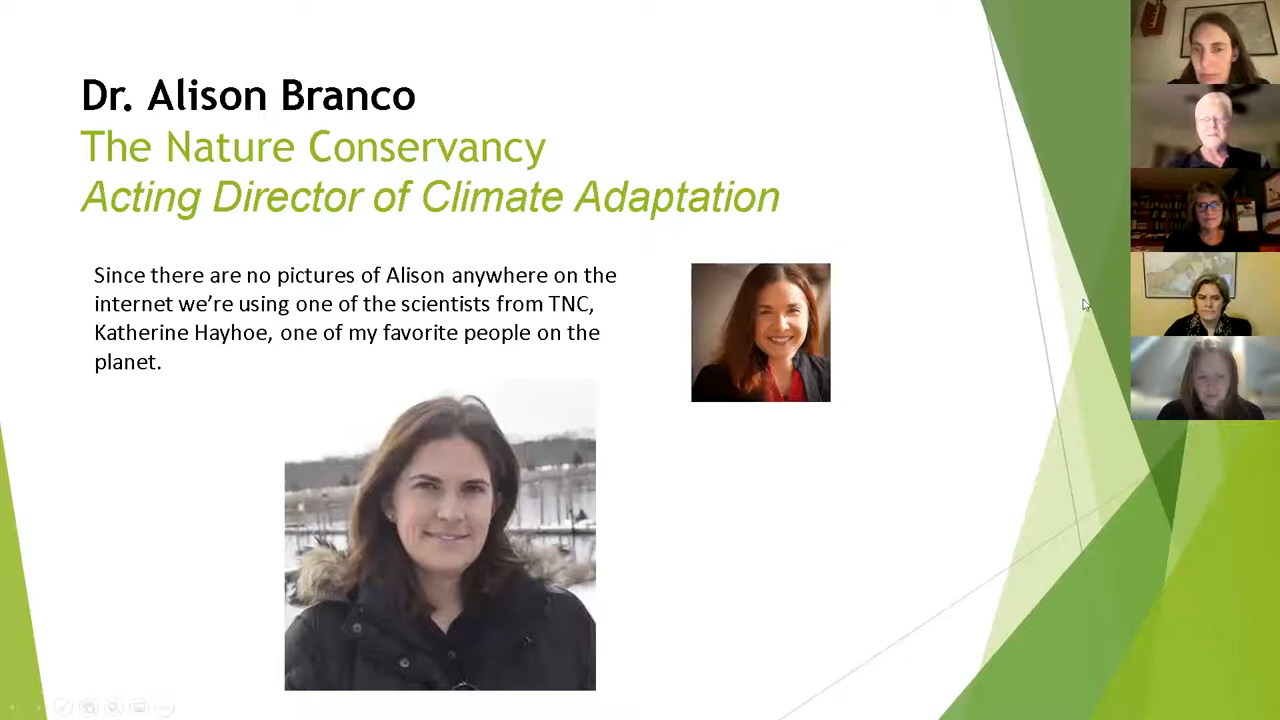 Dr. Alison Branco
The Nature Conservancy
Acting Director of Climate Adaptation
Since there are no pictures of Alison anywhere on the
internet we’re using one of the scientists from TNC,
Katherine Hayhoe, one of my favorite people on the
planet.